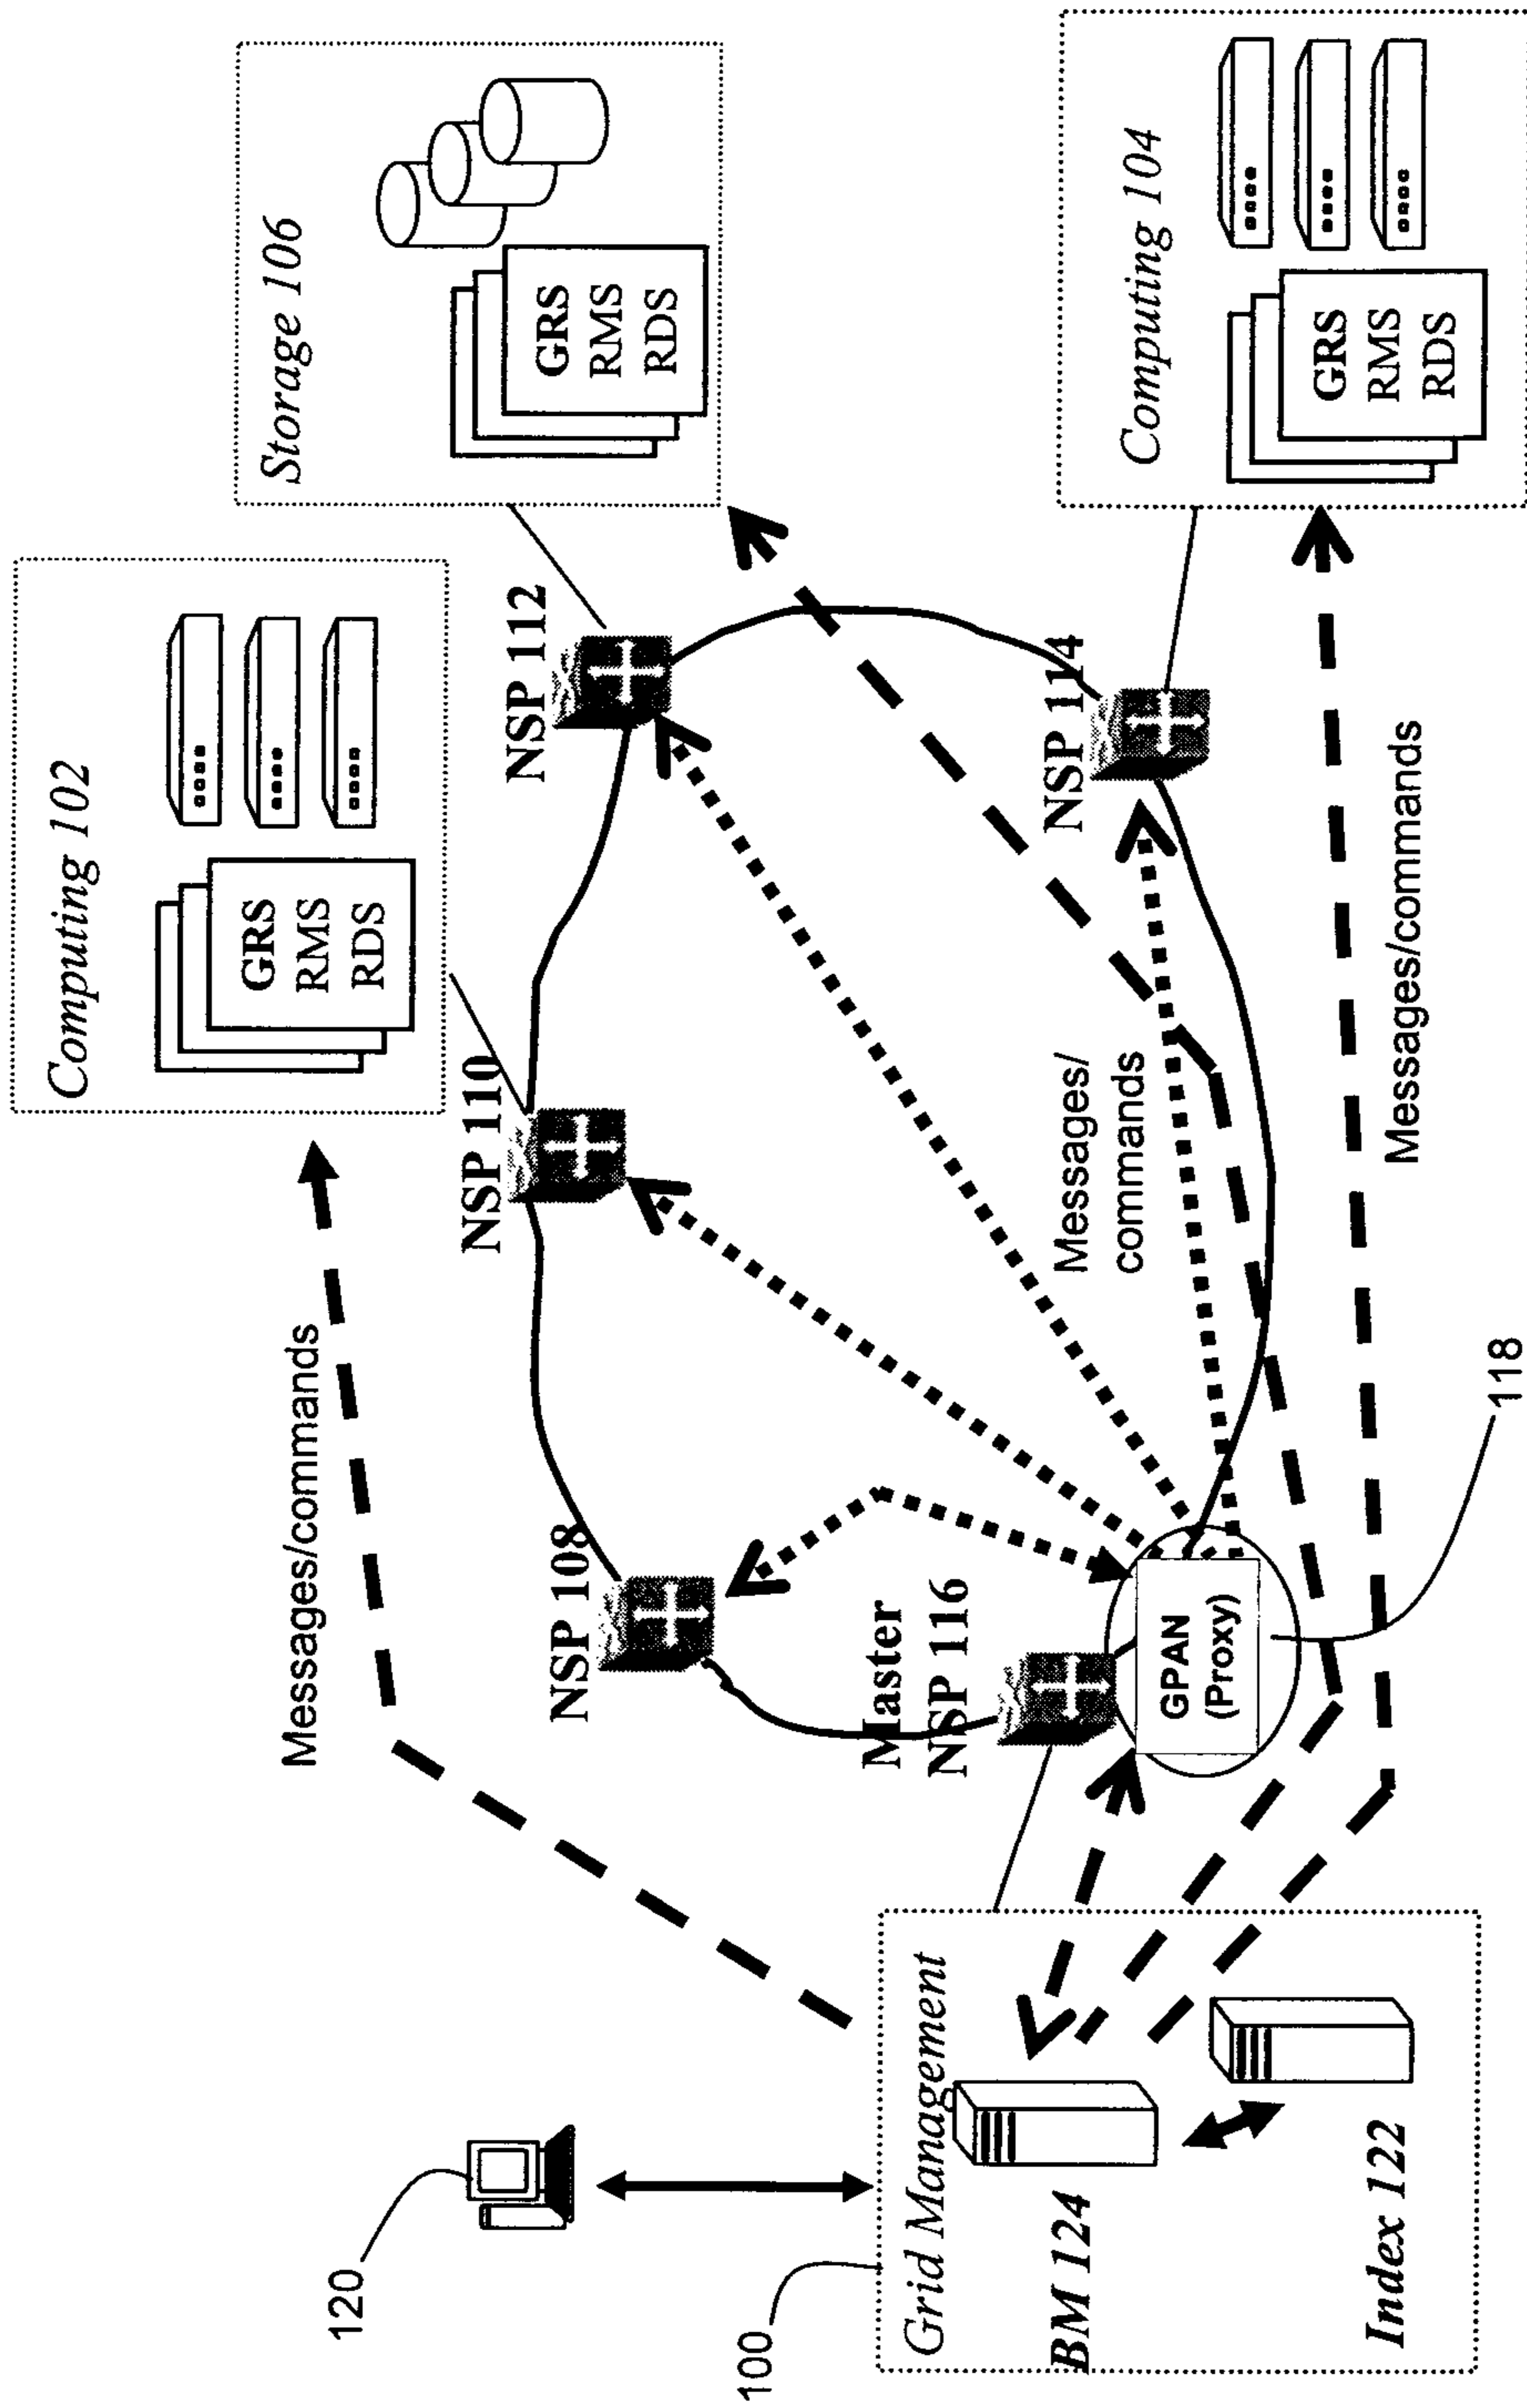 120
100
Grid Management
BM 124
Index 122
Messages/commands
Computing 102
GRS
RMS
RDS
Storage 106
GRS
RMS
RDS
NSP 108
NSP 110
NSP 112
NSP 114
Master
NSP 116
GPAN
(Proxy)
Messages/
commands
Messages/commands
118
Computing 104
GRS
RMS
RDS